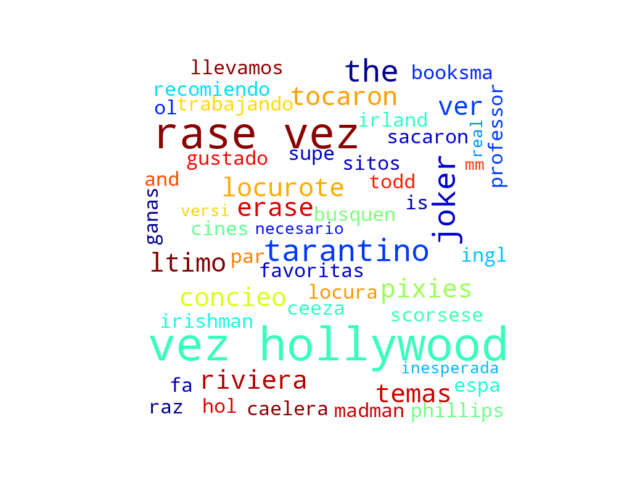 llevamos the booksma
recomiendo
ol trabajando tocaron ver professor
irland real
rase vez sacaron
gustado supe sitos mm
and locurote todd joker
ganas versi erase busquen is
cines necesario
ltimo par tarantino ingl
favoritas
concieo locura pixies
ceeza
irishman scorsese
vez hollywood
inesperada
fa riviera temas espa
raz hol caelera madman phillips